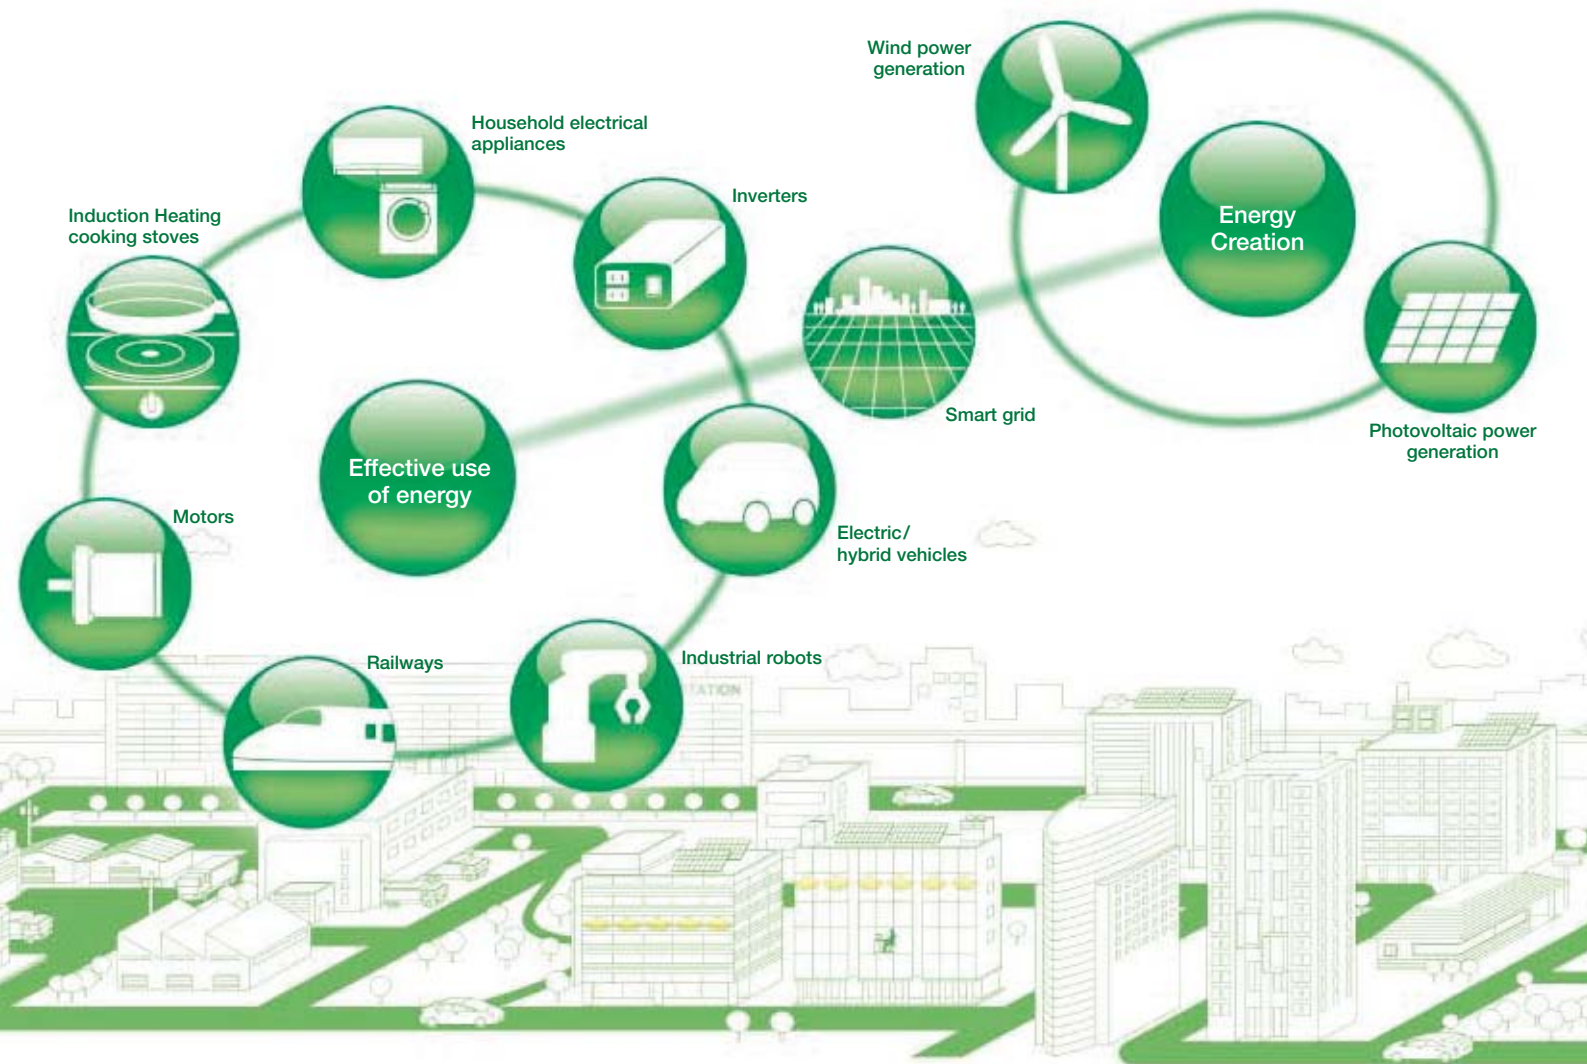 Wind power
generation
Household electrical
appliances
Inverters
Induction Heating
cooking stoves
Energy
Creation
Smart grid
Photovoltaic power
generation
Effective use
of energy
Motors
Electric/
hybrid vehicles
Railways
Industrial robots